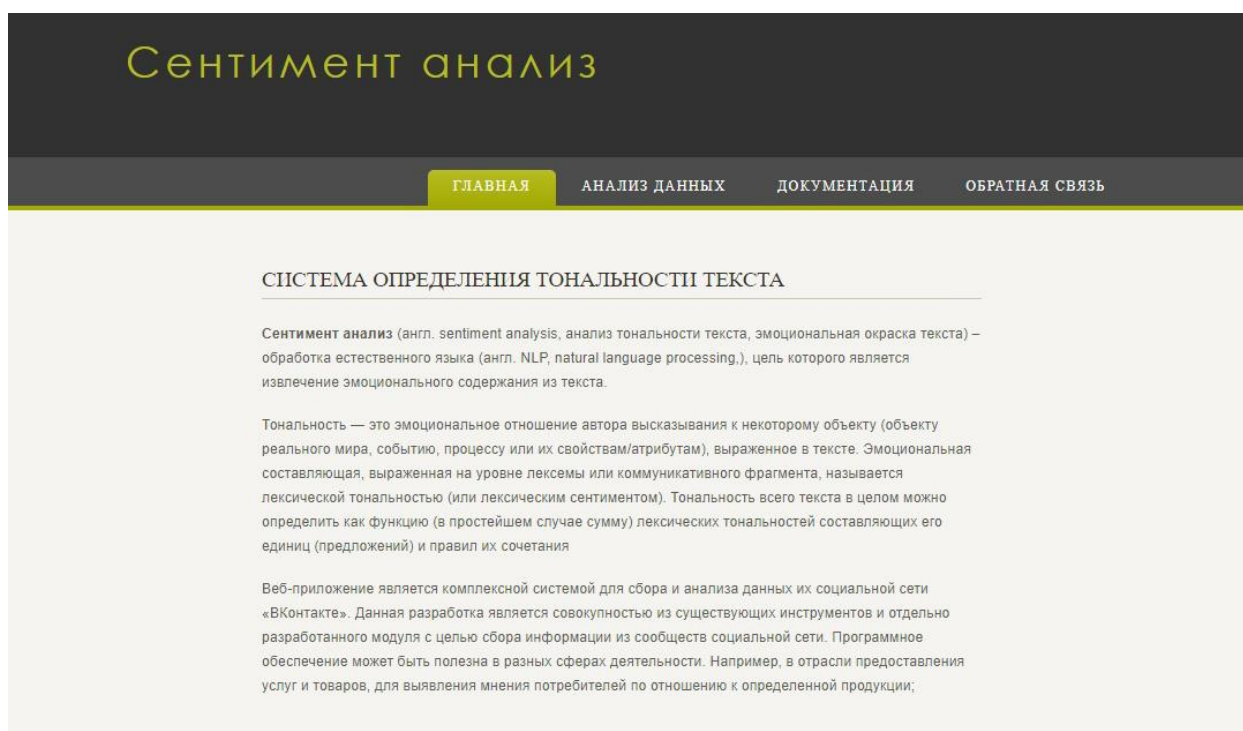 Сентимент анализ
ГЛАВНАЯ АНАЛИЗ ДАННЫХ ДОКУМЕНТАЦИЯ ОБРАТНАЯ СВЯЗЬ
СИСТЕМА ОПРЕДЕЛЕНИЯ ТОНАЛЬНОСТИ ТЕКСТА
Сентимент анализ (англ. sentiment analysis, анализ тональности текста, эмоциональная окраска текста) –
обработка естественного языка (англ. NLP, natural language processing,), цель которого является
извлечение эмоционального содержания из текста.
Тональность — это эмоциональное отношение автора высказывания к некоторому объекту (объекту
реального мира, событию, процессу или их свойствам/атрибутам), выраженное в тексте. Эмоциональная
составляющая, выраженная на уровне лексемы или коммуникативного фрагмента, называется
лексической тональностью (или лексическим сентиментом). Тональность всего текста в целом можно
определить как функцию (в простейшем случае сумму) лексических тональностей составляющих его
единиц (предложений) и правил их сочетания
Веб-приложение является комплексной системой для сбора и анализа данных их социальной сети
«ВКонтакте». Данная разработка является совокупностью из существующих инструментов и отдельно
разработанного модуля с целью сбора информации из сообществ социальной сети. Программное
обеспечение может быть полезна в разных сферах деятельности. Например, в отрасли предоставления
услуг и товаров, для выявления мнения потребителей по отношению к определенной продукции;